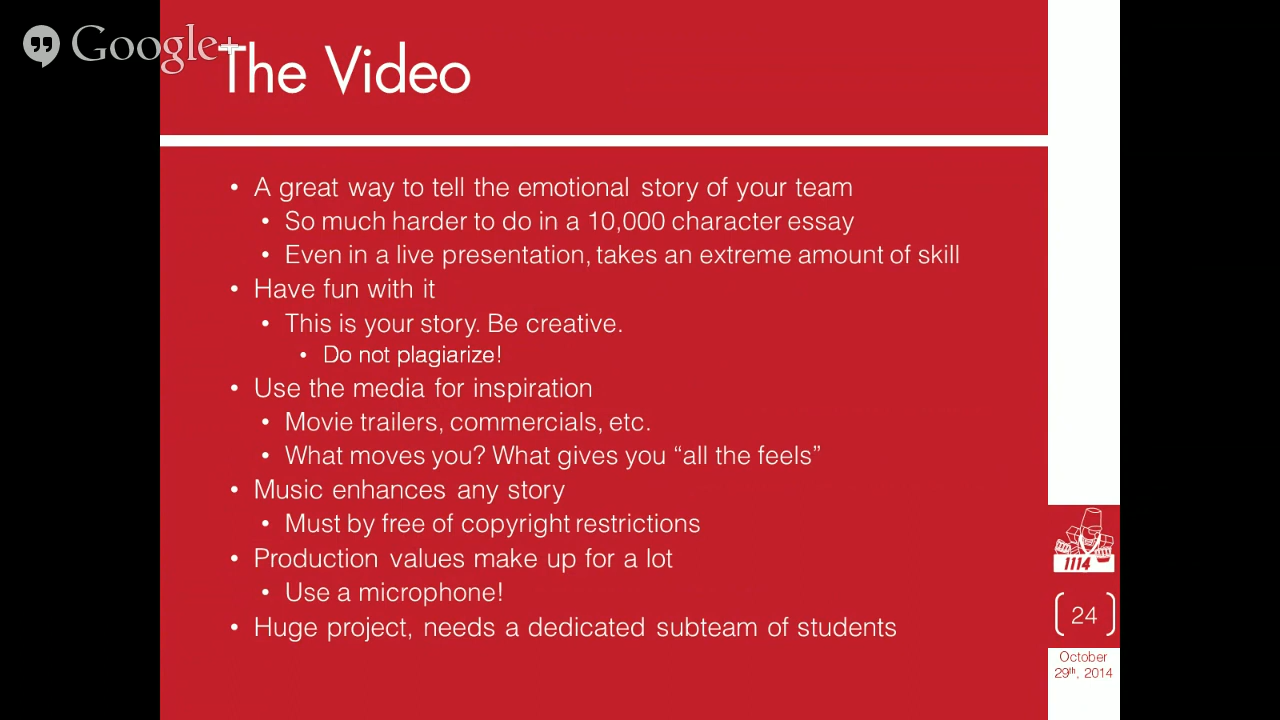 Google+
The Video
• A great way to tell the emotional story of your team
• So much harder to do in a 10,000 character essay
• Even in a live presentation, takes an extreme amount of skill
• Have fun with it
• This is your story. Be creative.
• Do not plagiarize!
• Use the media for inspiration
• Movie trailers, commercials, etc.
• What moves you? What gives you “all the feels”
• Music enhances any story
• Must by free of copyright restrictions
• Production values make up for a lot
• Use a microphone!
• Huge project, needs a dedicated subteam of students
1114
24
October
29th, 2014